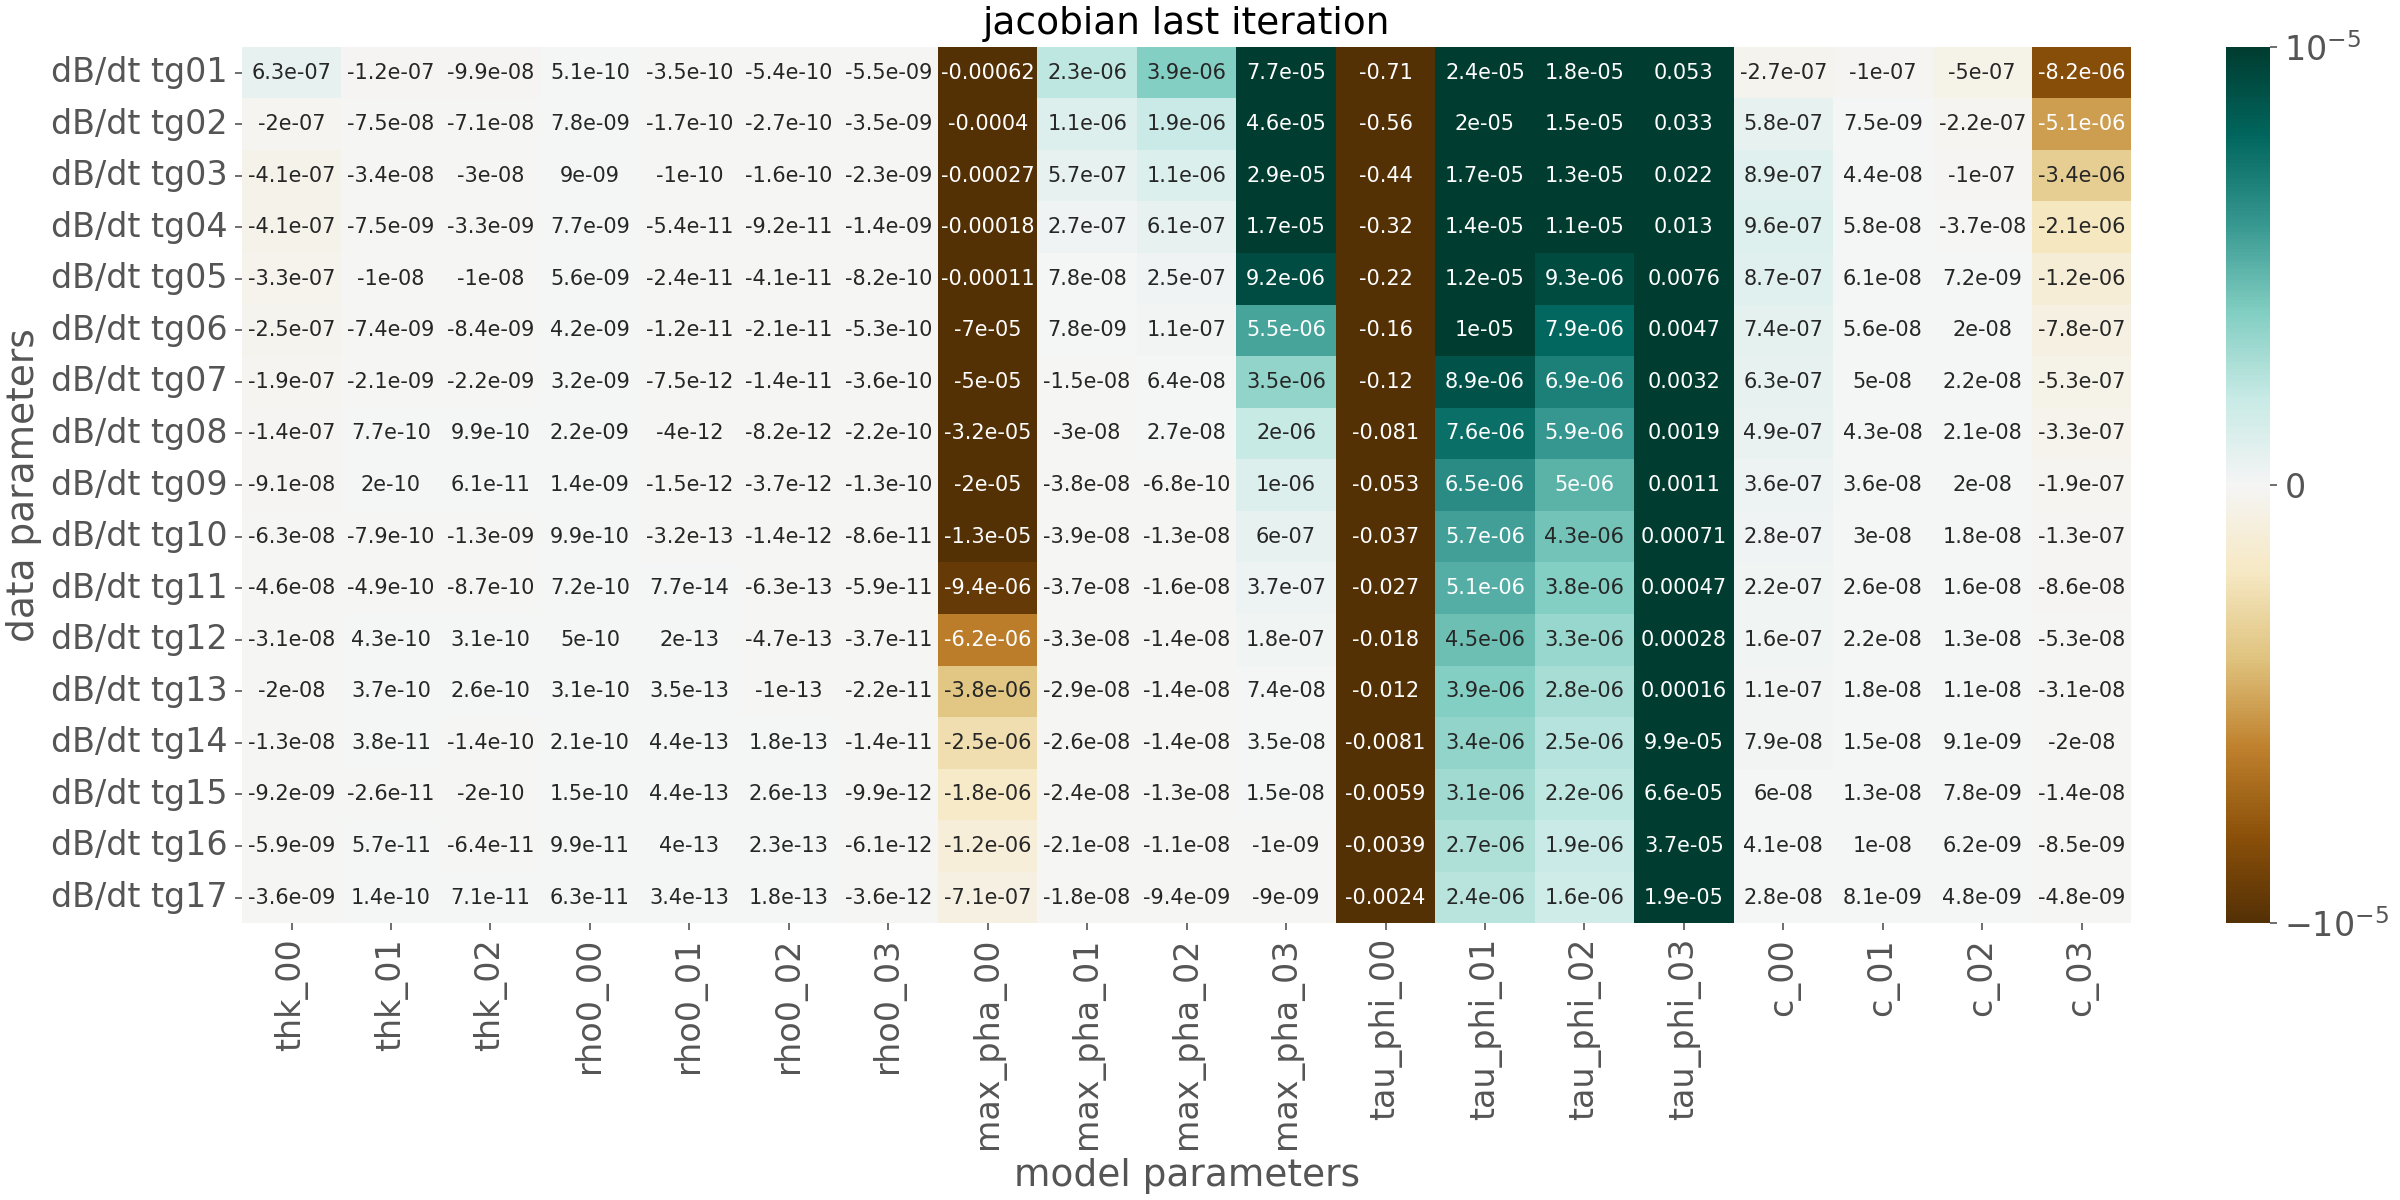 jacobian last iteration
dB/dt tg01 6.3e-07 -1.2e-07 -9.9e-08 5.1e-10 -3.5e-10 -5.4e-10 -5.5e-09 -0.00062 2.3e-06 3.9e-06 7.7e-05 -0.71 2.4e-05 1.8e-05 0.053 -2.7e-07 -1e-07 -5e-07 -8.2e-06
dB/dt tg02 -2e-07 -7.5e-08 -7.1e-08 7.8e-09 -1.7e-10 -2.7e-10 -3.5e-09 -0.0004 1.1e-06 1.9e-06 4.6e-05 -0.56 2e-05 1.5e-05 0.033 5.8e-07 7.5e-09 -2.2e-07 -5.1e-06
dB/dt tg03 -4.1e-07 -3.4e-08 -3e-08 9e-09 -1e-10 -1.6e-10 -2.3e-09 -0.00027 5.7e-07 1.1e-06 2.9e-05 -0.44 1.7e-05 1.3e-05 0.022 8.9e-07 4.4e-08 -1e-07 -3.4e-06
dB/dt tg04 -4.1e-07 -7.5e-09 -3.3e-09 7.7e-09 -5.4e-11 -9.2e-11 -1.4e-09 -0.00018 2.7e-07 6.1e-07 1.7e-05 -0.32 1.4e-05 1.1e-05 0.013 9.6e-07 5.8e-08 -3.7e-08 -2.1e-06
dB/dt tg05 -3.3e-07 -1e-08 -1e-08 5.6e-09 -2.4e-11 -4.1e-11 -8.2e-10 -0.00011 7.8e-08 2.5e-07 9.2e-06 -0.22 1.2e-05 9.3e-06 0.0076 8.7e-07 6.1e-08 7.2e-09 -1.2e-06
dB/dt tg06 -2.5e-07 -7.4e-09 -8.4e-09 4.2e-09 -1.2e-11 -2.1e-11 -5.3e-10 -7e-05 7.8e-09 1.1e-07 5.5e-06 -0.16 1e-05 7.9e-06 0.0047 7.4e-07 5.6e-08 2e-08 -7.8e-07
dB/dt tg07 -1.9e-07 -2.1e-09 -2.2e-09 3.2e-09 -7.5e-12 -1.4e-11 -3.6e-10 -5e-05 -1.5e-08 6.4e-08 3.5e-06 -0.12 8.9e-06 6.9e-06 0.0032 6.3e-07 5e-08 2.2e-08 -5.3e-07
dB/dt tg08 -1.4e-07 7.7e-10 9.9e-10 2.2e-09 -4e-12 -8.2e-12 -2.2e-10 -3.2e-05 -3e-08 2.7e-08 2e-06 -0.081 7.6e-06 5.9e-06 0.0019 4.9e-07 4.3e-08 2.1e-08 -3.3e-07
dB/dt tg09 -9.1e-08 2e-10 6.1e-11 1.4e-09 -1.5e-12 -3.7e-12 -1.3e-10 -2e-05 -3.8e-08 -6.8e-10 1e-06 -0.053 6.5e-06 5e-06 0.0011 3.6e-07 3.6e-08 2e-08 -1.9e-07
dB/dt tg10 -6.3e-08 -7.9e-10 -1.3e-09 9.9e-10 -3.2e-13 -1.4e-12 -8.6e-11 -1.3e-05 -3.9e-08 -1.3e-08 6e-07 -0.037 5.7e-06 4.3e-06 0.00071 2.8e-07 3e-08 1.8e-08 -1.3e-07
dB/dt tg11 -4.6e-08 -4.9e-10 -8.7e-10 7.2e-10 7.7e-14 -6.3e-13 -5.9e-11 -9.4e-06 -3.7e-08 -1.6e-08 3.7e-07 -0.027 5.1e-06 3.8e-06 0.00047 2.2e-07 2.6e-08 1.6e-08 -8.6e-08
dB/dt tg12 -3.1e-08 4.3e-10 3.1e-10 5e-10 2e-13 -4.7e-13 -3.7e-11 -6.2e-06 -3.3e-08 -1.4e-08 1.8e-07 -0.018 4.5e-06 3.3e-06 0.00028 1.6e-07 2.2e-08 1.3e-08 -5.3e-08
dB/dt tg13 -2e-08 3.7e-10 2.6e-10 3.1e-10 3.5e-13 -1e-13 -2.2e-11 -3.8e-06 -2.9e-08 -1.4e-08 7.4e-08 -0.012 3.9e-06 2.8e-06 0.00016 1.1e-07 1.8e-08 1.1e-08 -3.1e-08
dB/dt tg14 -1.3e-08 3.8e-11 -1.4e-10 2.1e-10 4.4e-13 1.8e-13 -1.4e-11 -2.5e-06 -2.6e-08 -1.4e-08 3.5e-08 -0.0081 3.4e-06 2.5e-06 9.9e-05 7.9e-08 1.5e-08 9.1e-09 -2e-08
dB/dt tg15 -9.2e-09 -2.6e-11 -2e-10 1.5e-10 4.4e-13 2.6e-13 -9.9e-12 -1.8e-06 -2.4e-08 -1.3e-08 1.5e-08 -0.0059 3.1e-06 2.2e-06 6.6e-05 6e-08 1.3e-08 7.8e-09 -1.4e-08
dB/dt tg16 -5.9e-09 5.7e-11 -6.4e-11 9.9e-11 4e-13 2.3e-13 -6.1e-12 -1.2e-06 -2.1e-08 -1.1e-08 -1e-09 -0.0039 2.7e-06 1.9e-06 3.7e-05 4.1e-08 1e-08 6.2e-09 -8.5e-09
dB/dt tg17 -3.6e-09 1.4e-10 7.1e-11 6.3e-11 3.4e-13 1.8e-13 -3.6e-12 -7.1e-07 -1.8e-08 -9.4e-09 -9e-09 -0.0024 2.4e-06 1.6e-06 1.9e-05 2.8e-08 8.1e-09 4.8e-09 -4.8e-09
thk_00 thk_01 thk_02 rho0_00 rho0_01 rho0_02 rho0_03 max_pha_00 max_pha_01 max_pha_02 max_pha_03 tau_phi_00 tau_phi_01 tau_phi_02 tau_phi_03 c_00 c_01 c_02 c_03
model parameters
data parameters
10⁻⁵
0
−10⁻⁵